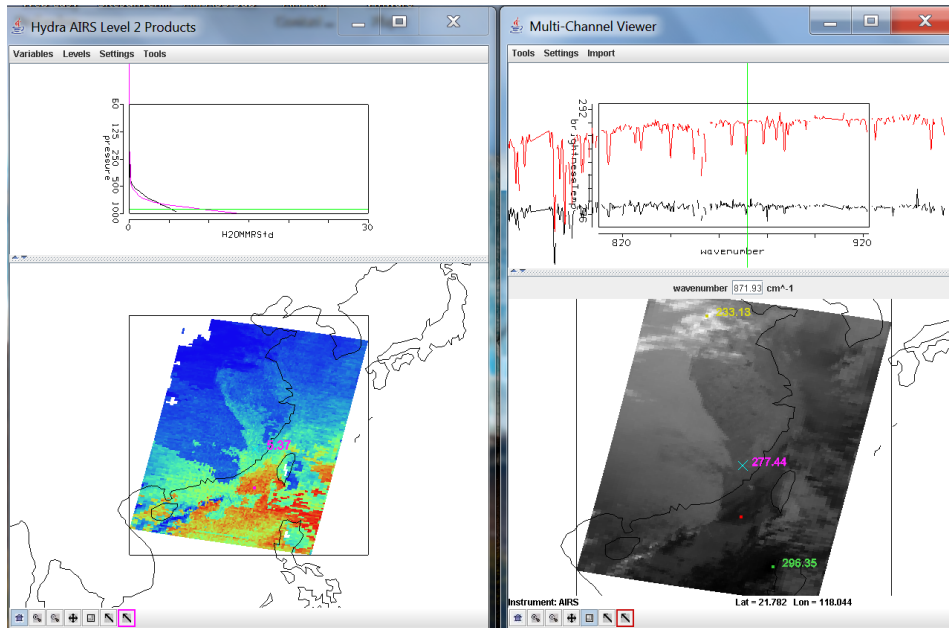 Hydra AIRS Level 2 Products
Variables Levels Settings Tools
60
125
250
500
1000
pressure
0
30
H2OMMRStd
5.37
Multi-Channel Viewer
Tools Settings Import
292
brightnessTemp
820
920
wavenumber
wavenumber 871.93 cm^-1
233.13
277.44
296.35
Instrument: AIRS
Lat = 21.782 Lon = 118.044